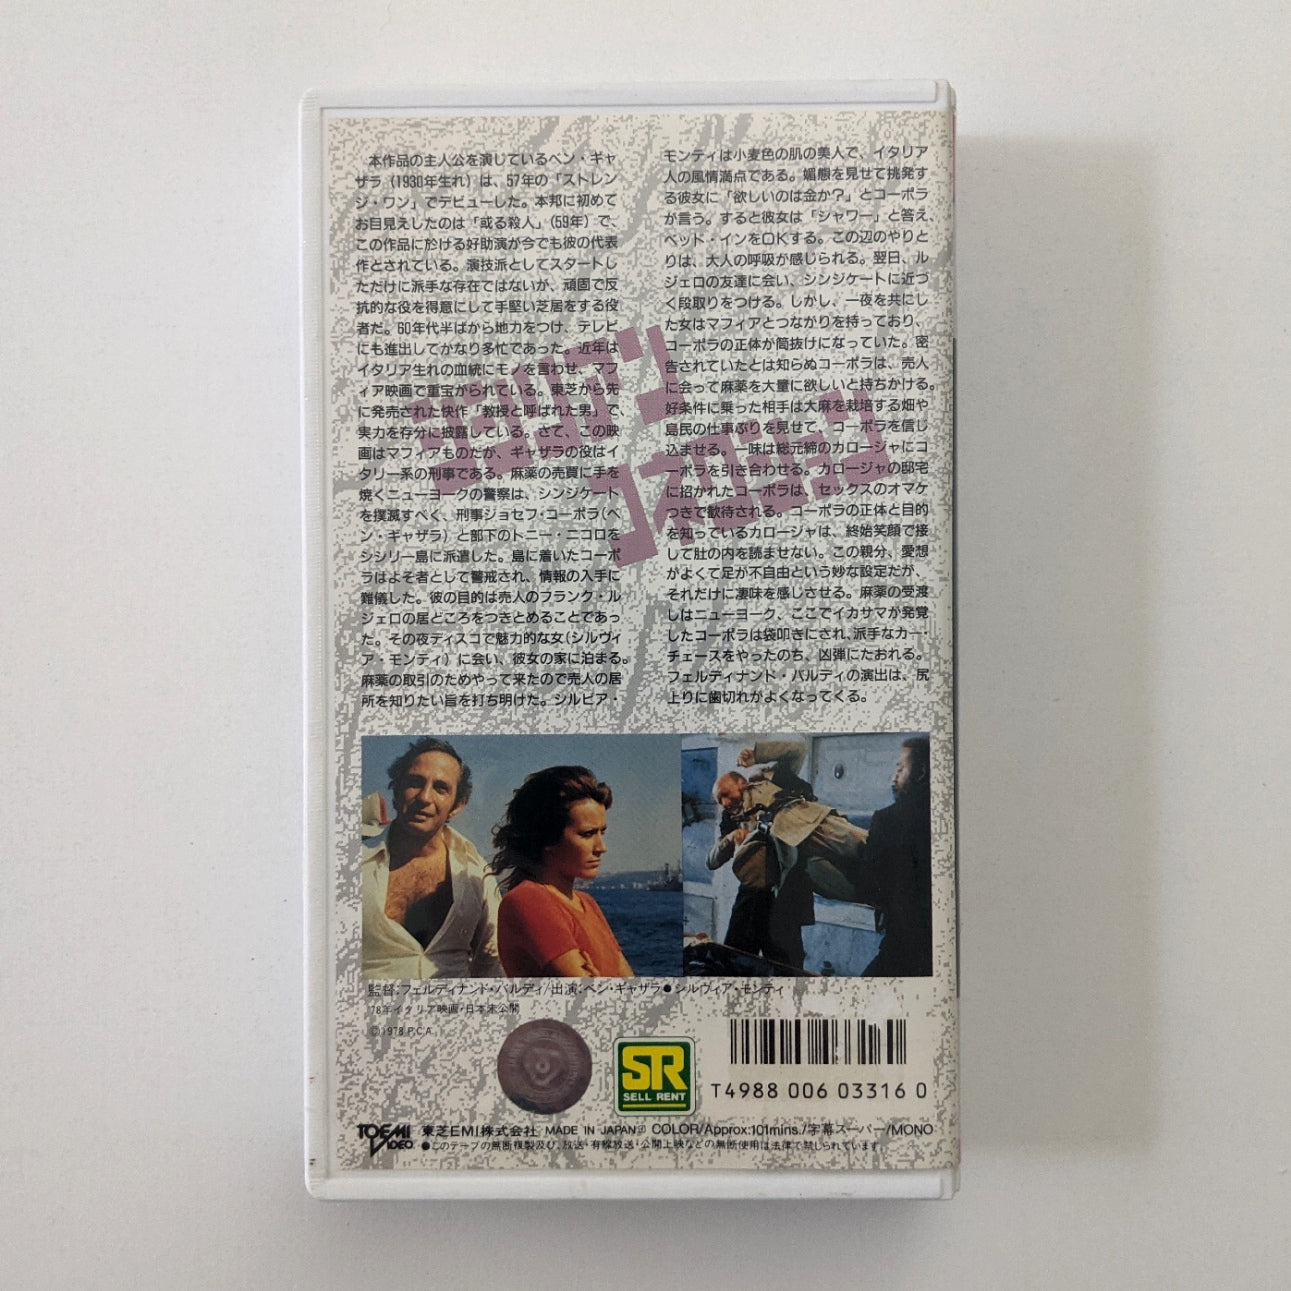 本作品の主人公を演じているベン・ギャ
ザラ（1930年生れ）は、57年の「ストレン
ジ・ワン」でデビューした。本邦に初めて
お目見えしたのは「或る殺人」（59年）で、
この作品に於ける好助演が今でも彼の代表
作とされている。演技派としてスタートし
ただけに派手な存在ではないが、頑固で反
抗的な役を得意にして手堅い芝居をする役
者だ。60年代半ばから地力をつけ、テレビ
にも進出してかなり多忙であった。近年は
イタリア生れの血統にモノを言わせ、マフ
ィア映画で重宝がられている。東芝から先
に発売された快作「教授と呼ばれた男」で、
実力を存分に披露している。さて、この映
画はマフィアものだが、ギャザラの役はイ
タリー系の刑事である。麻薬の売買に手を
焼くニューヨークの警察は、シンジケート
を撲滅すべく、刑事ジョセフ・コーポラ（ベ
ン・ギャザラ）と部下のトニー・ニコロを
シシリー島に派遣した。島に着いたコーポ
ラはよそ者として警戒され、情報の入手に
難儀した。彼の目的は売人のフランク・ル
ジェロの居どころをつきとめることであっ
た。その夜ディスコで魅力的な女（シルヴィ
ア・モンティ）に会い、彼女の家に泊まる。
麻薬の取引のためやって来たので売人の居
所を知りたい旨を打ち明けた。シルビア・
モンティは小麦色の肌の美人で、イタリア
人の風情満点である。媚態を見せて挑発す
る彼女に「欲しいのは金か？」とコーポラ
が言う。すると彼女は「シャワー」と答え、
ベッド・インをOKする。この辺のやりと
りは、大人の呼吸が感じられる。翌日、ル
ジェロの友達に会い、シンジケートに近づ
く段取りをつける。しかし、一夜を共にし
た女はマフィアとつながりを持っており、
コーポラの正体が筒抜けになっていた。密
告されていたとは知らぬコーポラは、売人
に会って麻薬を大量に欲しいと持ちかける。
好条件に乗った相手は大麻を栽培する畑や
島民の仕事ぶりを見せて、コーポラを信じ
込ませる。一味は総元締のカロージャにコ
ーポラを引き合わせる。カロージャの邸宅
に招かれたコーポラは、セックスのオマケ
つきで歓待される。コーポラの正体と目的
を知っているカロージャは、終始笑顔で接
して肚の内を読ませない。この親分、愛想
がよくて足が不自由という妙な設定だが、
それだけに凄味を感じさせる。麻薬の受渡
しはニューヨーク、ここでイカサマが発覚
したコーポラは袋叩きにされ、派手なカー・
チェースをやったのち、凶弾にたおれる。
フェルディナンド・バルディの演出は、尻
上りに歯切れがよくなってくる。
コネクション
監督：フェルディナンド・バルディ／出演：ベン・ギャザラ●シルヴィア・モンティ
'78年イタリア映画・日本未公開
©1978 P.C.A.
STR
SELL RENT
T4988 006 03316 0
TOEMI VIDEO 東芝EMI株式会社 MADE IN JAPAN COLOR/Approx:101mins./字幕スーパー/MONO
●このテープの無断複製及び、放送・有線放送・公開上映などの無断使用は法律で禁じられています。